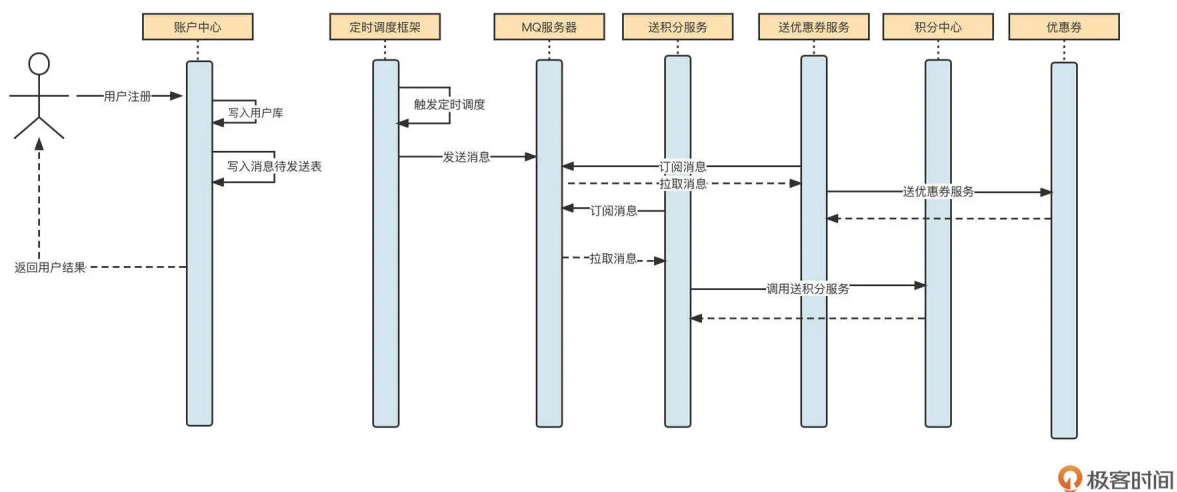 账户中心
定时调度框架
MQ服务器
送积分服务
送优惠券服务
积分中心
优惠券
用户注册
写入用户库
触发定时调度
写入消息待发送表
发送消息
订阅消息
拉取消息
送优惠券服务
订阅消息
拉取消息
返回用户结果
调用送积分服务
极客时间